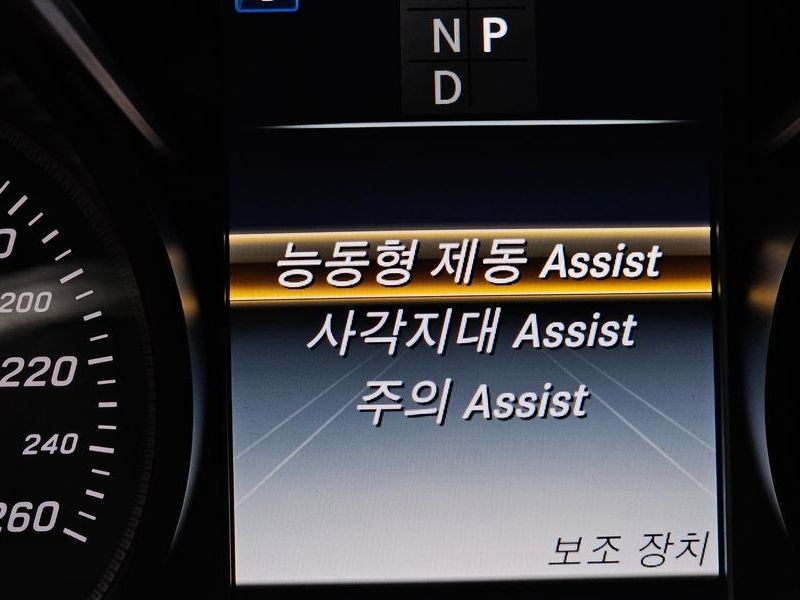 N P
D
능동형 제동 Assist
사각지대 Assist
주의 Assist
보조 장치
200
220
240
260